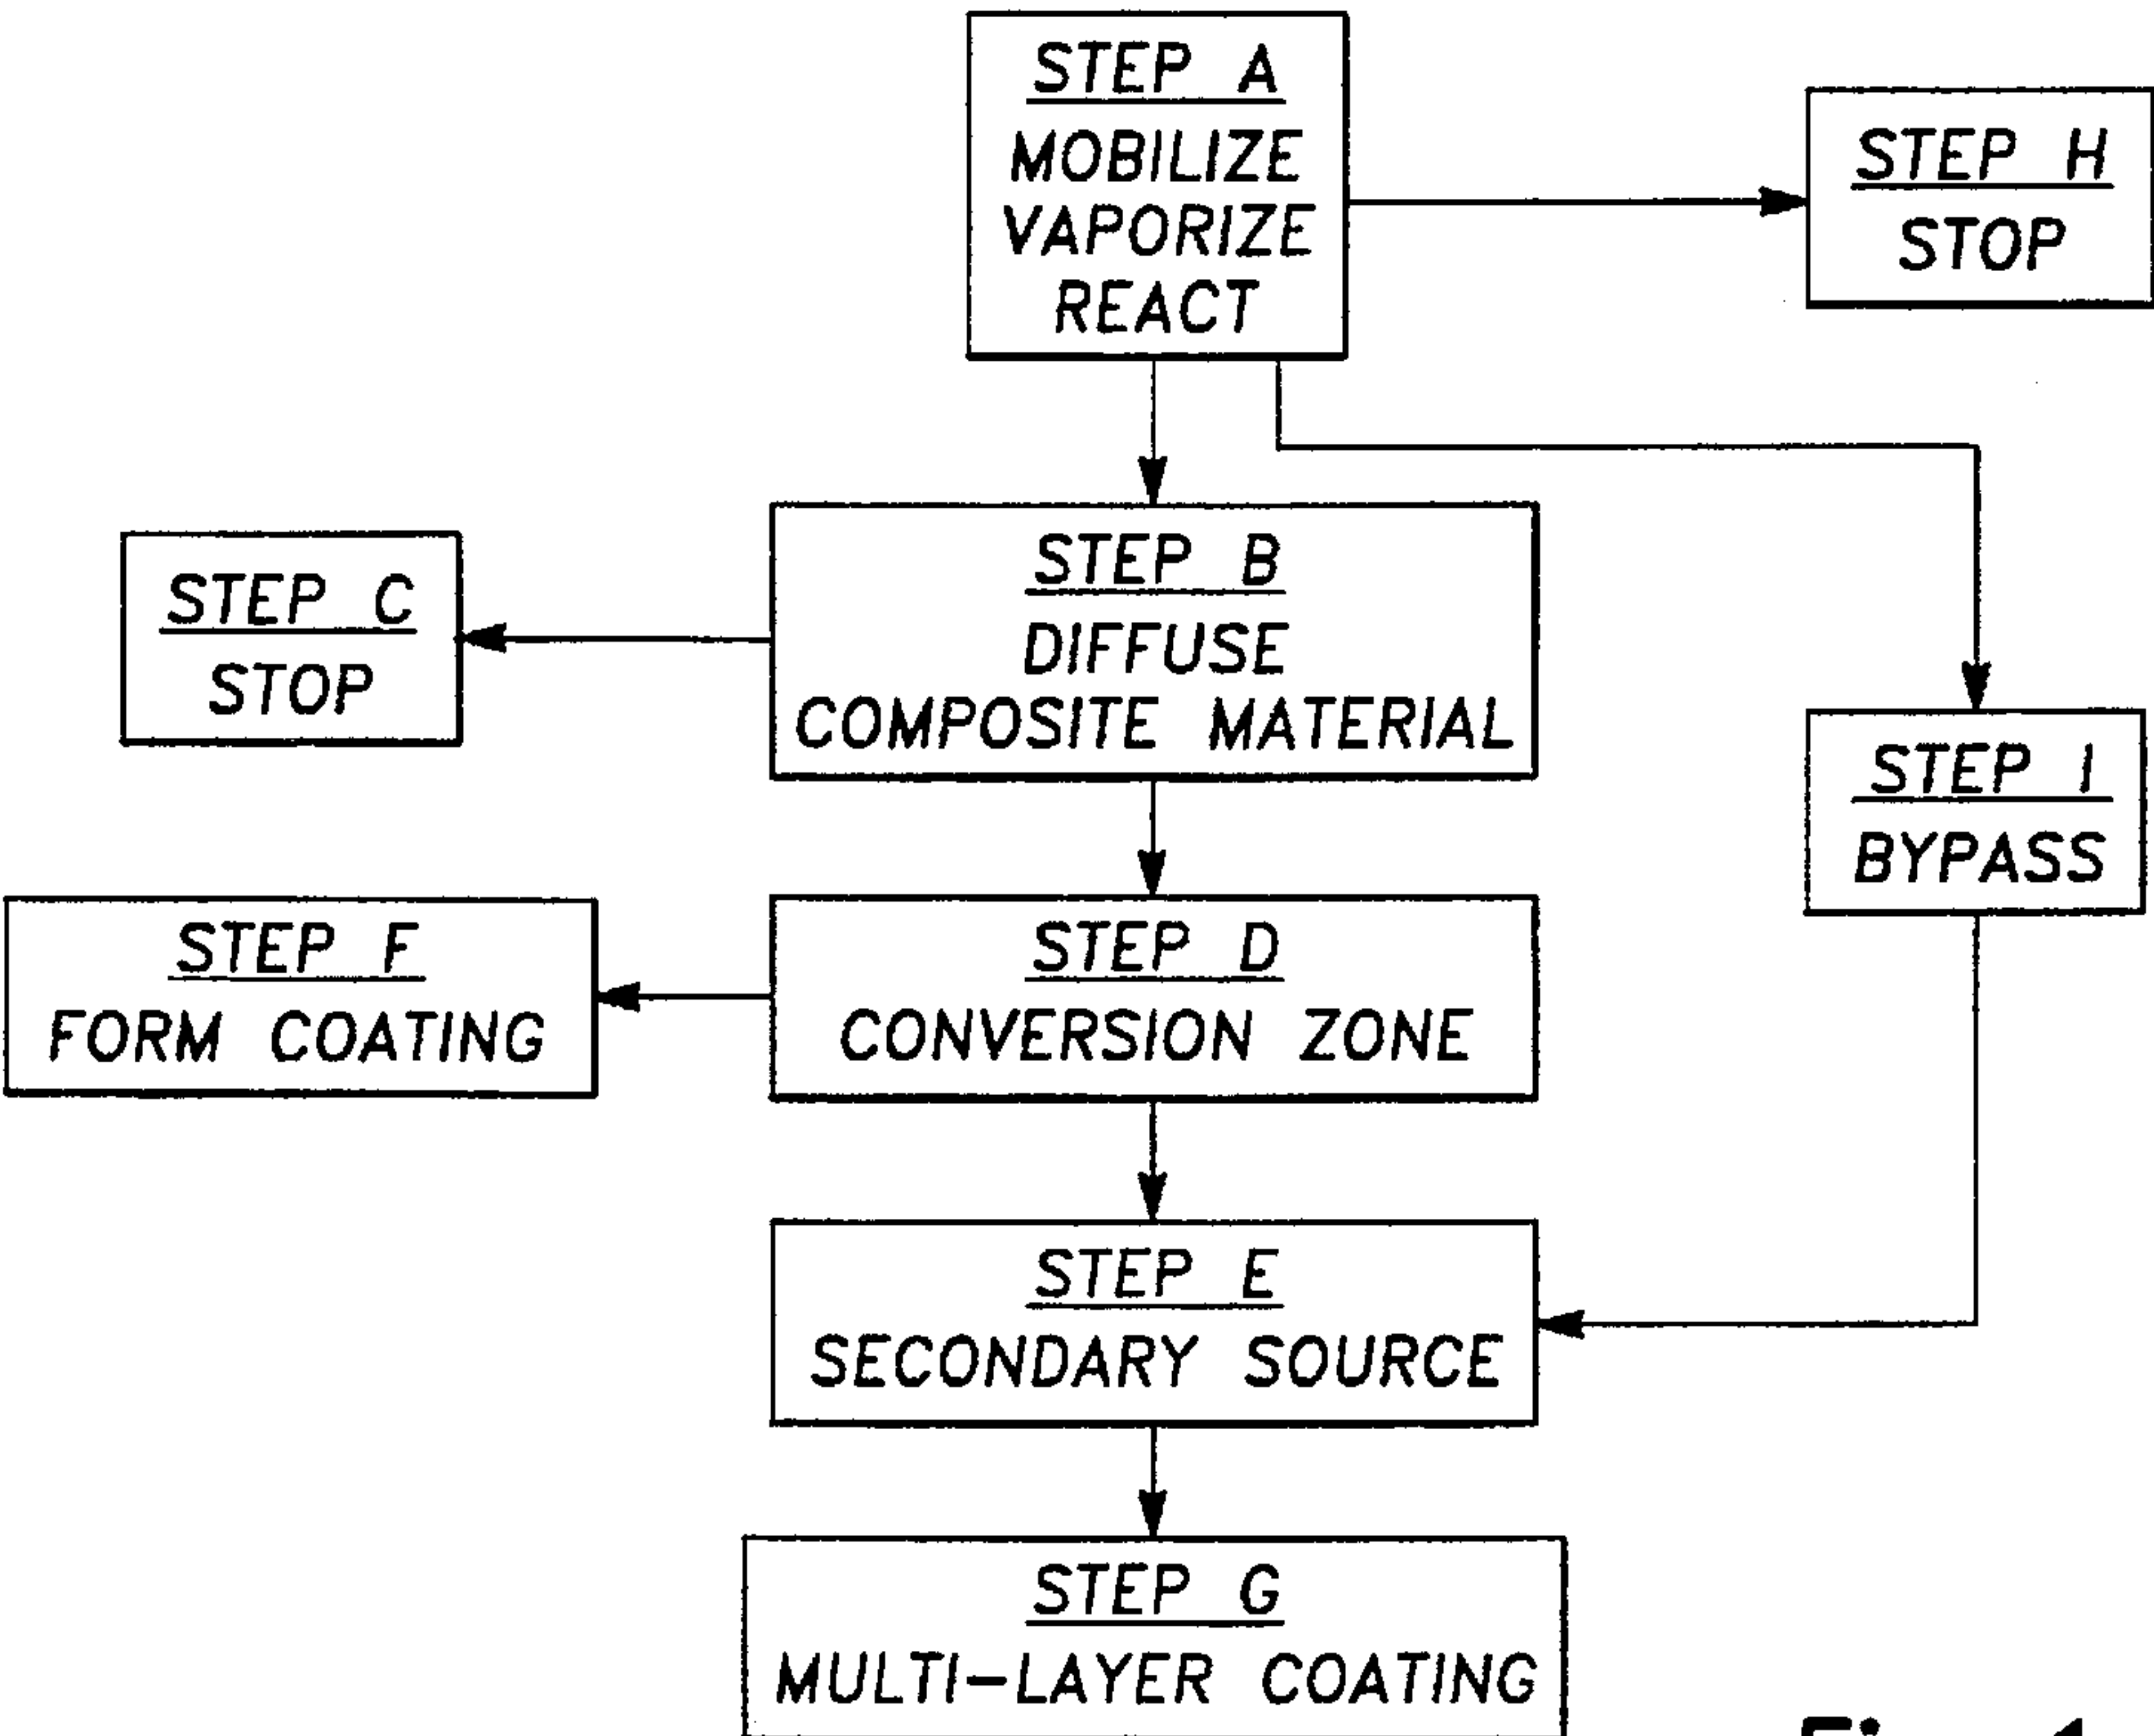 STEP A
MOBILIZE
VAPORIZE
REACT
STEP H
STOP
STEP B
DIFFUSE
COMPOSITE MATERIAL
STEP C
STOP
STEP I
BYPASS
STEP D
CONVERSION ZONE
STEP F
FORM COATING
STEP E
SECONDARY SOURCE
STEP G
MULTI-LAYER COATING